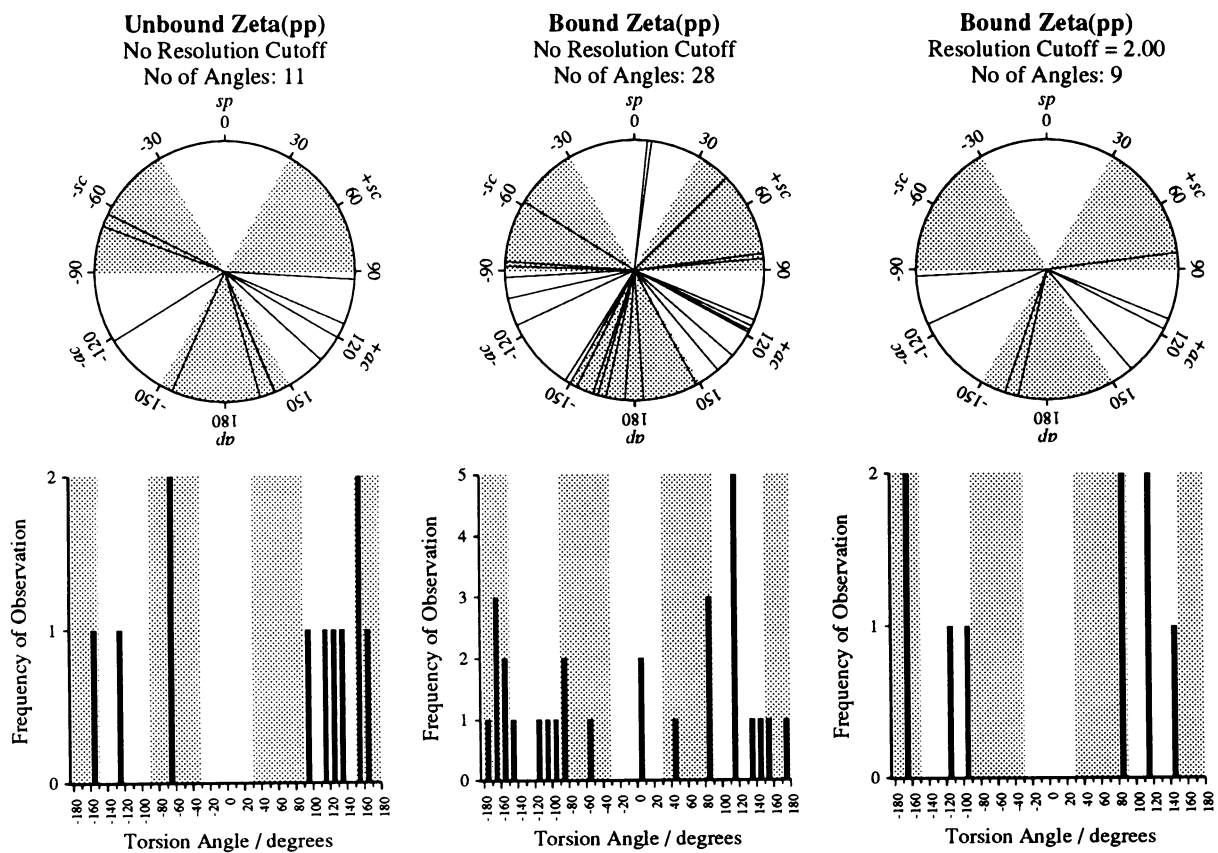 Unbound Zeta(pp)
No Resolution Cutoff
No of Angles: 11
sp
0
30
60
+sc
90
120
+ac
150
180
ap
-150
-120
-ac
-90
-60
-sc
-30
Bound Zeta(pp)
No Resolution Cutoff
No of Angles: 28
sp
0
30
60
+sc
90
120
+ac
150
180
ap
-150
-120
-ac
-90
-60
-sc
-30
Bound Zeta(pp)
Resolution Cutoff = 2.00
No of Angles: 9
sp
0
30
60
+sc
90
120
+ac
150
180
ap
-150
-120
-ac
-90
-60
-sc
-30
Frequency of Observation
2
1
0
-180 -160 -140 -120 -100 -80 -60 -40 -20 0 20 40 60 80 100 120 140 160 180
Torsion Angle / degrees
Frequency of Observation
5
4
3
2
1
0
-180 -160 -140 -120 -100 -80 -60 -40 -20 0 20 40 60 80 100 120 140 160 180
Torsion Angle / degrees
Frequency of Observation
2
1
0
-180 -160 -140 -120 -100 -80 -60 -40 -20 0 20 40 60 80 100 120 140 160 180
Torsion Angle / degrees